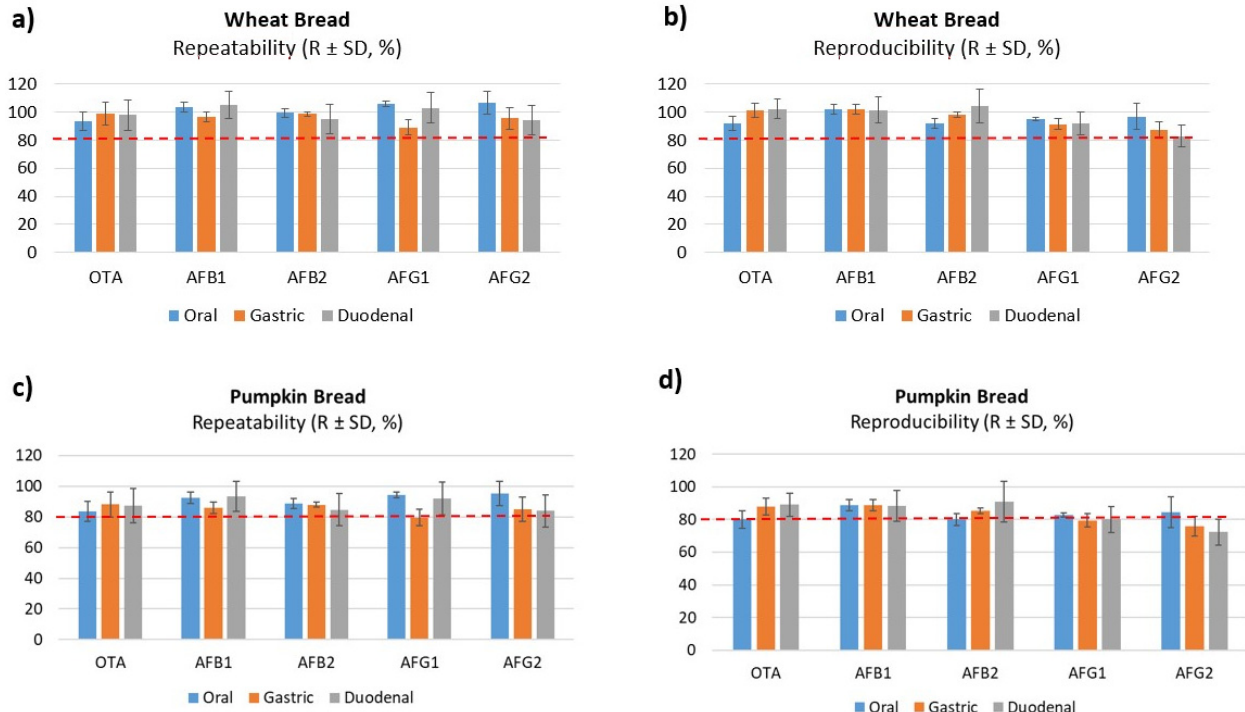 a)
Wheat Bread
Repeatability (R ± SD, %)
120
100
80
60
40
20
0
OTA AFB1 AFB2 AFG1 AFG2
Oral Gastric Duodenal
b)
Wheat Bread
Reproducibility (R ± SD, %)
120
100
80
60
40
20
0
OTA AFB1 AFB2 AFG1 AFG2
Oral Gastric Duodenal
c)
Pumpkin Bread
Repeatability (R ± SD, %)
120
100
80
60
40
20
0
OTA AFB1 AFB2 AFG1 AFG2
Oral Gastric Duodenal
d)
Pumpkin Bread
Reproducibility (R ± SD, %)
120
100
80
60
40
20
0
OTA AFB1 AFB2 AFG1 AFG2
Oral Gastric Duodenal